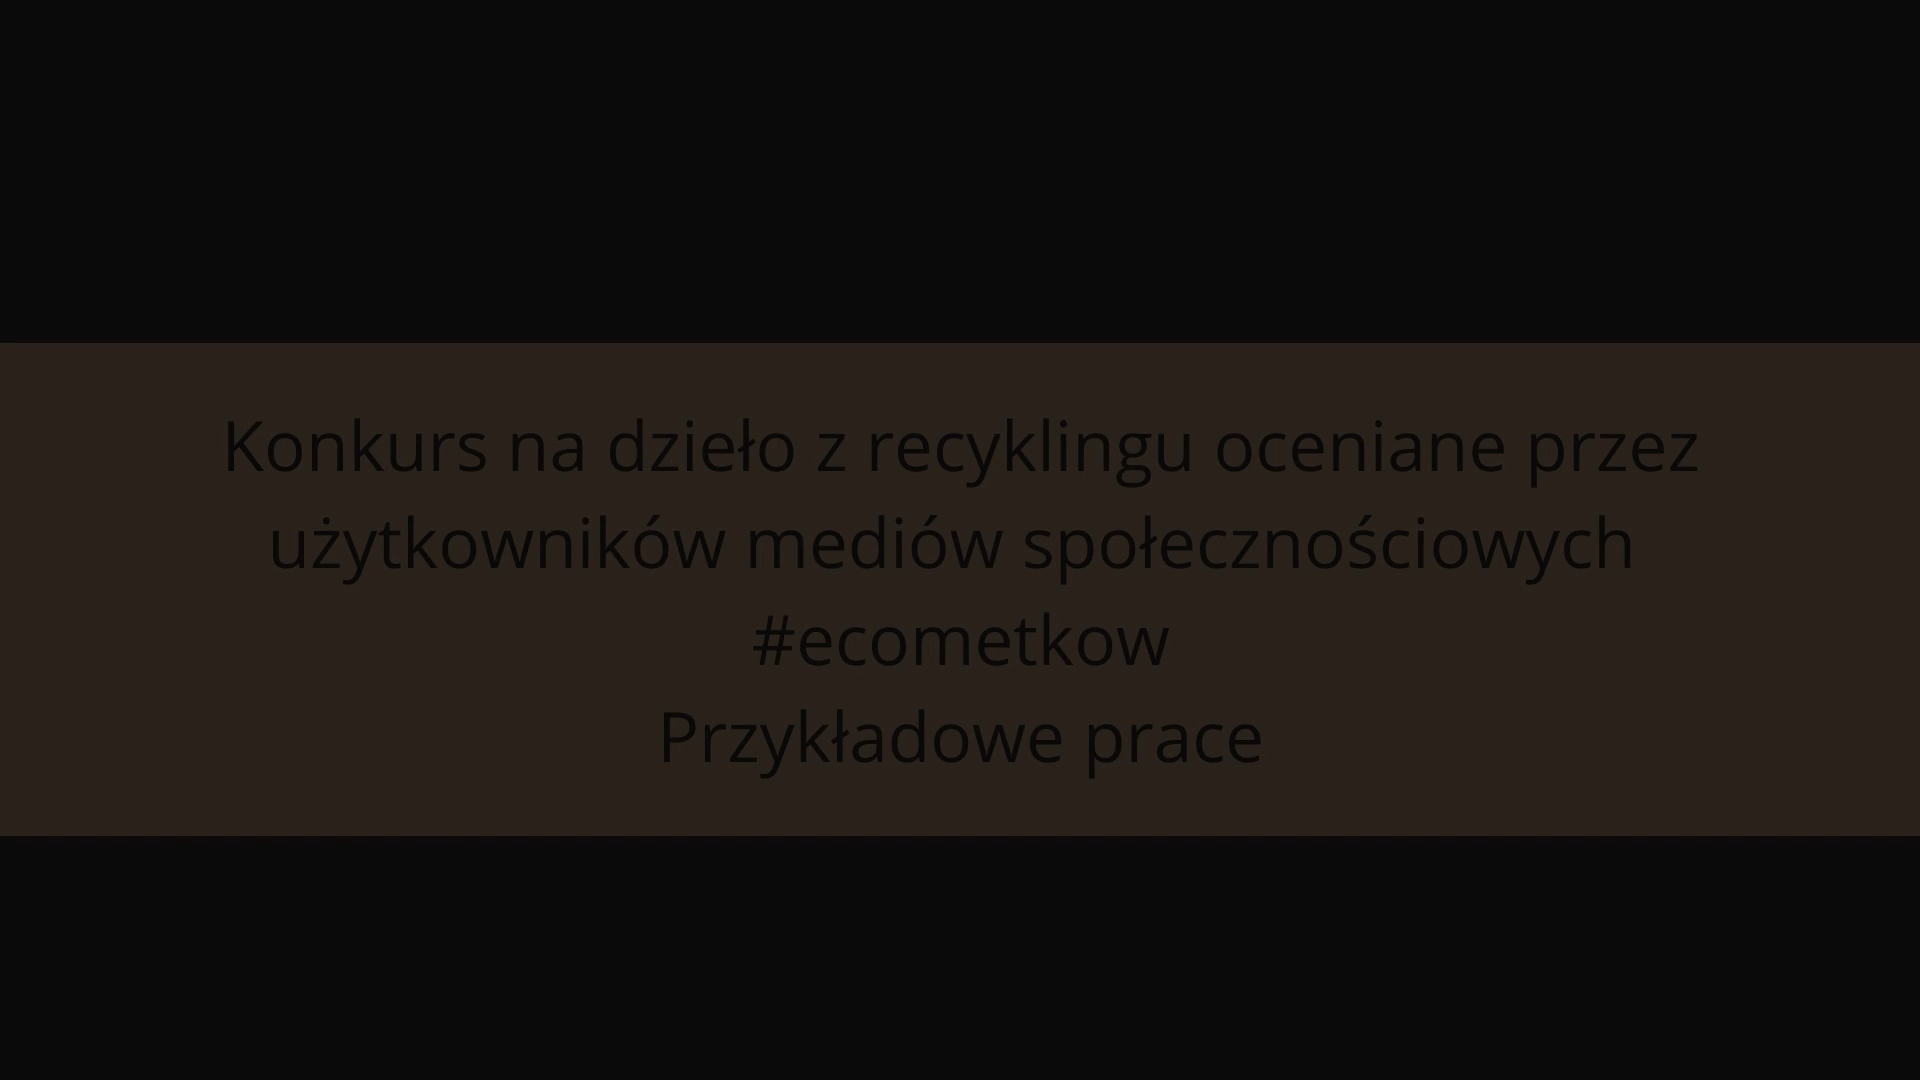 Konkurs na dzieło z recyklingu oceniane przez
użytkowników mediów społecznościowych
#ecometkow
Przykładowe prace